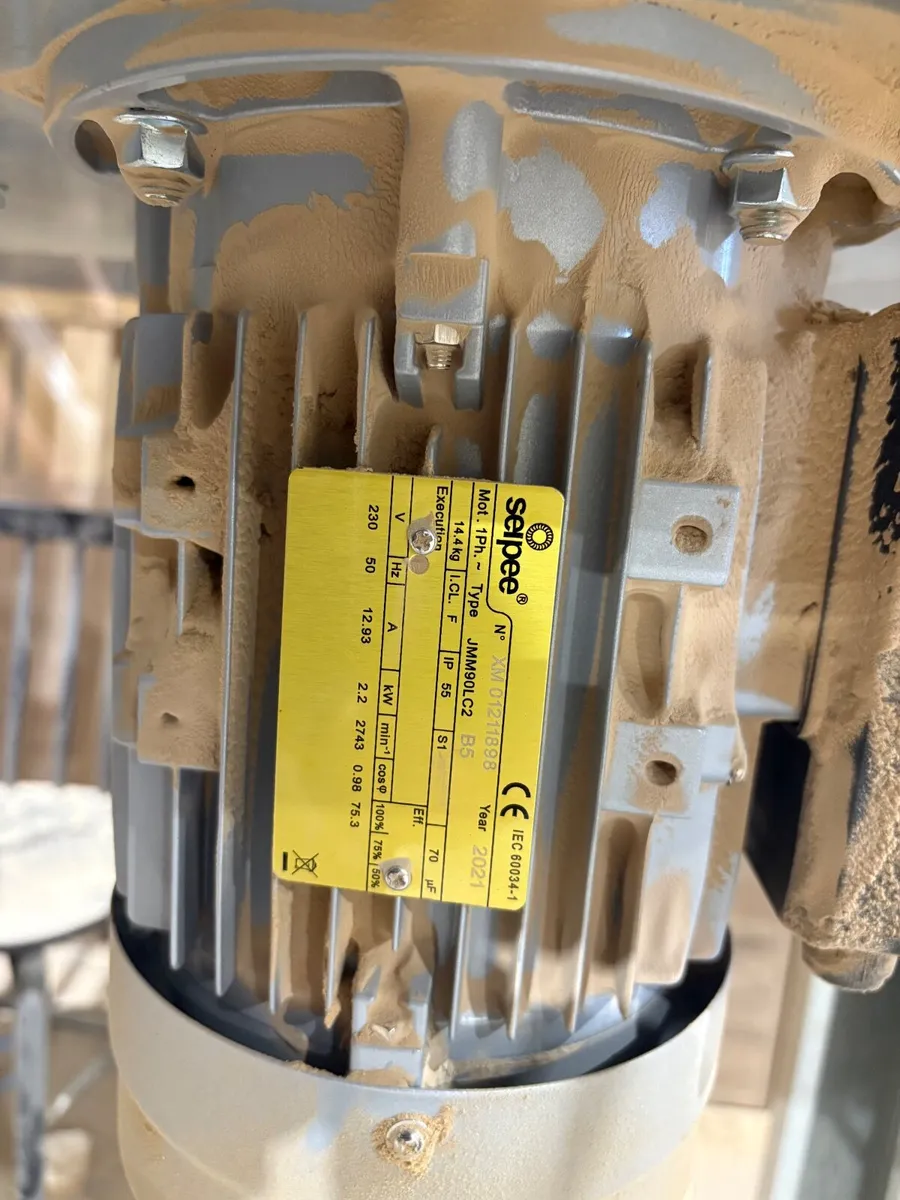 seipee®
CE IEC 60034-1
N° XM 01211898
Mot. 1Ph. ~ Type JMM90LC2 B5 Year 2021
14.4 kg I.CL. F IP 55 S1 70 µF
Execution
Eff.
V Hz A kW min-1 cosφ 100% 75% 50%
230 50 12.93 2.2 2743 0.98 75.3